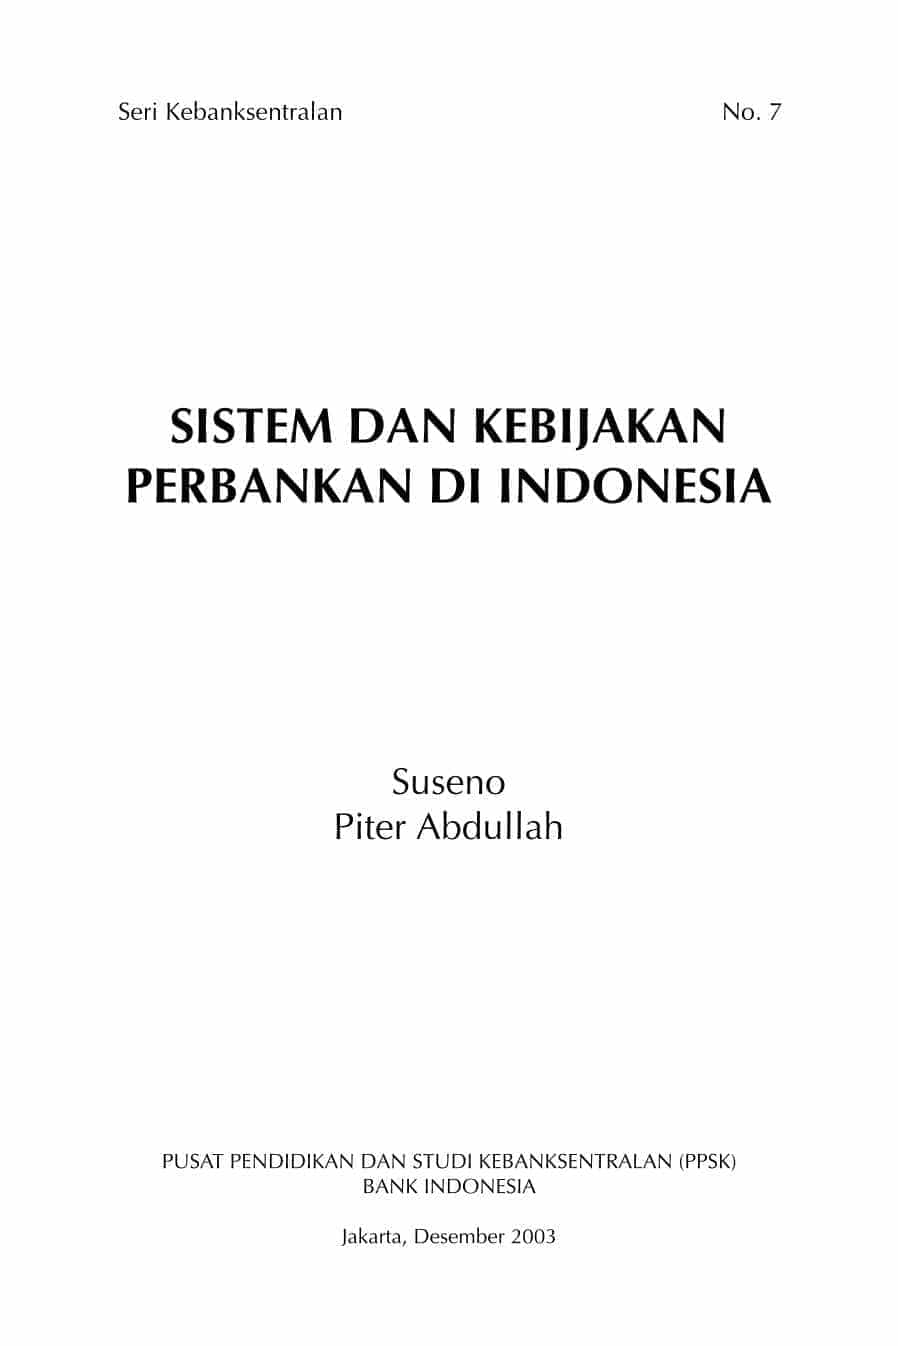 Seri Kebanksentralan No. 7
SISTEM DAN KEBIJAKAN
PERBANKAN DI INDONESIA
Suseno
Piter Abdullah
PUSAT PENDIDIKAN DAN STUDI KEBANKSENTRALAN (PPSK)
BANK INDONESIA
Jakarta, Desember 2003